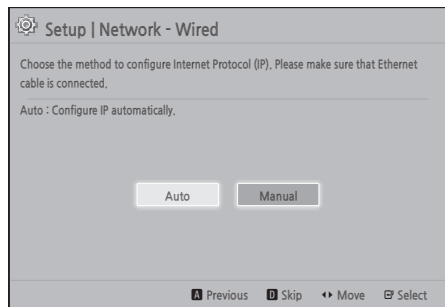 Setup | Network - Wired
Choose the method to configure Internet Protocol (IP). Please make sure that Ethernet
cable is connected.
Auto : Configure IP automatically.
Auto Manual
A Previous D Skip Move Select